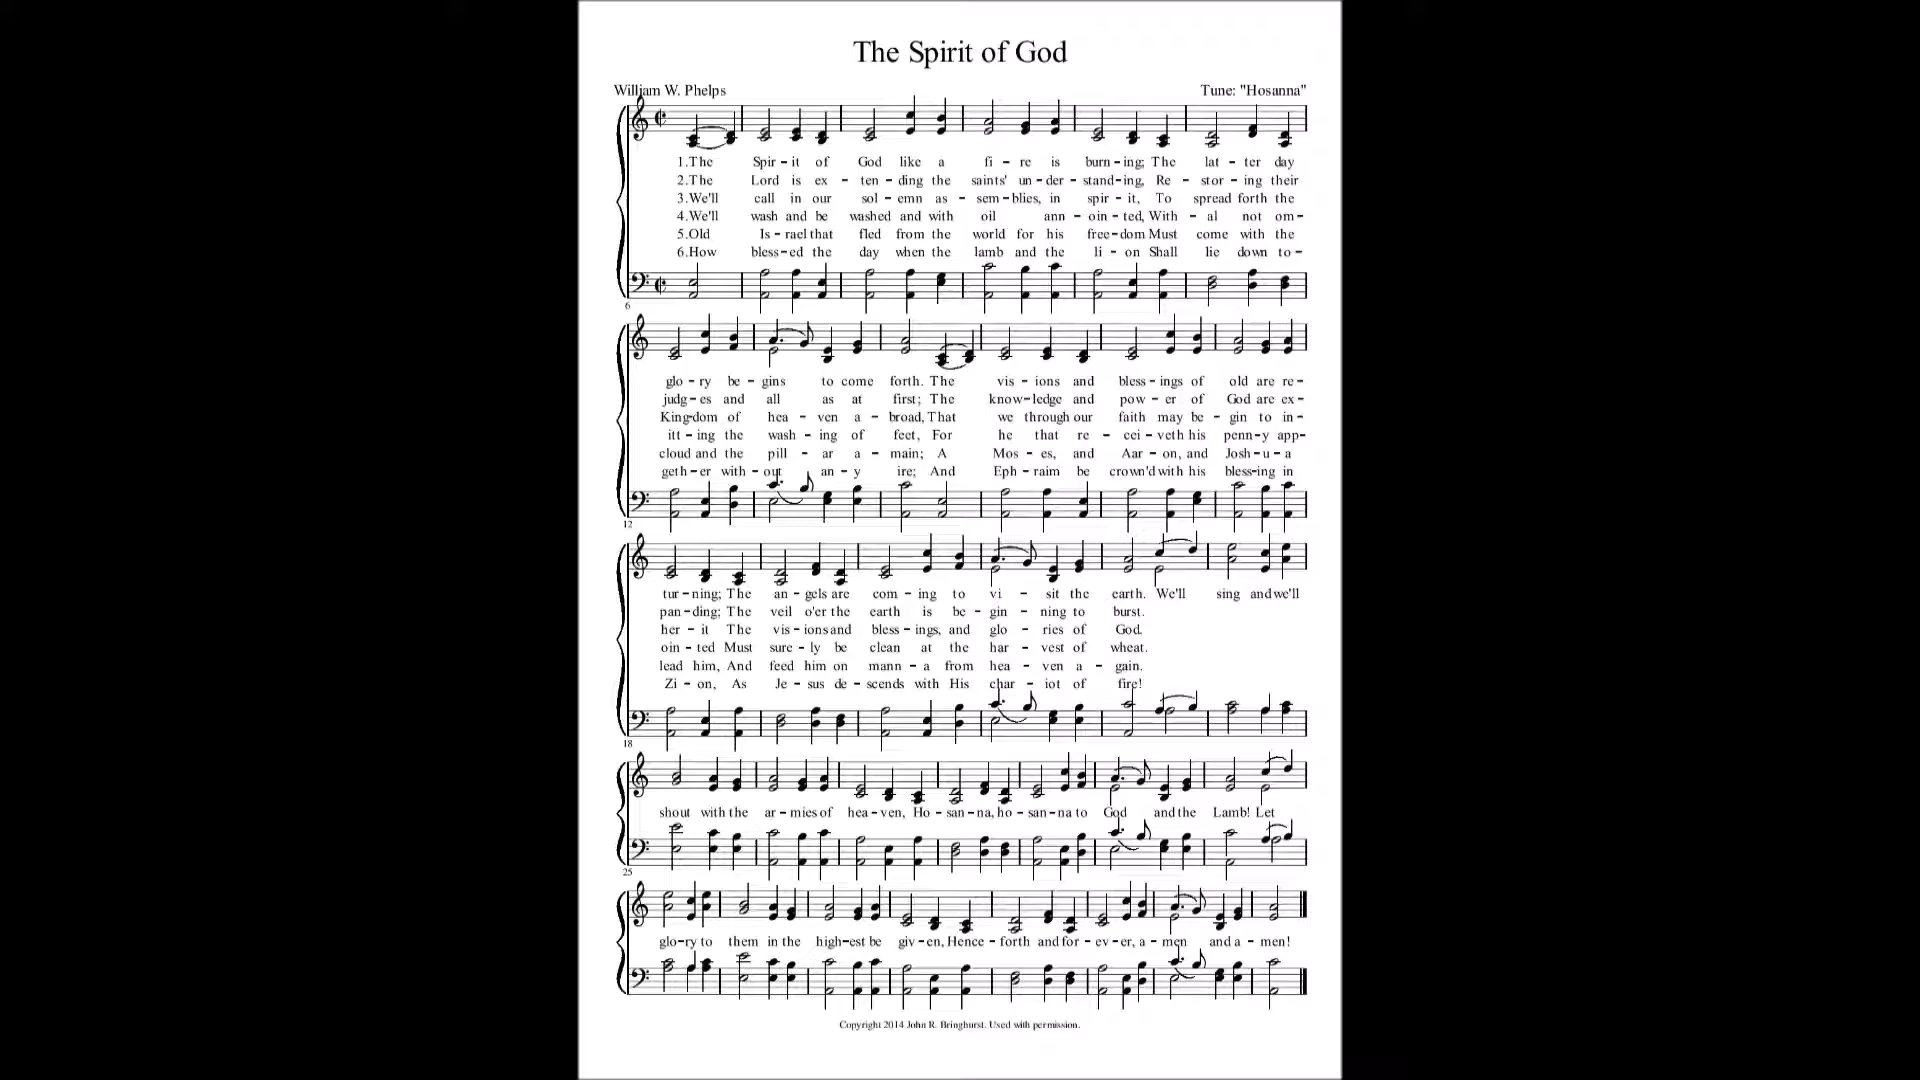 The Spirit of God
William W. Phelps Tune: "Hosanna"
1.The Spir-it of God like a fi-re is burn-ing; The lat-ter day
2.The Lord is ex-ten-ding the saints' un-der-stand-ing, Re-stor-ing their
3.We'll call in our sol-emn as-sem-blies, in spir-it, To spread forth the
4.We'll wash and be washed and with oil ann-oin-ted, With-al not om-
5.Old Is-rael that fled from the world for his free-dom Must come with the
6.How bless-ed the day when the lamb and the li-on Shall lie down to-
6
glo-ry be-gins to come forth. The vis-ions and bless-ings of old are re-
judg-es and all as at first; The know-ledge and pow-er of God are ex-
King-dom of hea-ven a-broad, That we through our faith may be-gin to in-
itt-ing the wash-ing of feet, For he that re-cei-veth his penn-y app-
cloud and the pill-ar a-main; A Mos-es, and Aar-on, and Josh-u-a
geth-er with-out an-y ire; And Eph-raim be crown'd with his bless-ing in
12
tur-ning; The an-gels are com-ing to vi-sit the earth. We'll sing and we'll
pan-ding; The veil o'er the earth is be-gin-ning to burst.
her-it The vis-ions and bless-ings, and glo-ries of God.
oin-ted Must sure-ly be clean at the har-vest of wheat.
lead him, And feed him on mann-a from hea-ven a-gain.
Zi-on, As Je-sus de-scends with His char-iot of fire!
18
shout with the ar-mies of hea-ven, Ho-san-na, ho-san-na to God and the Lamb! Let
25
glo-ry to them in the high-est be giv-en, Hence-forth and for-ev-er, a-men and a-men!
Copyright 2014 John R. Bringhurst. Used with permission.